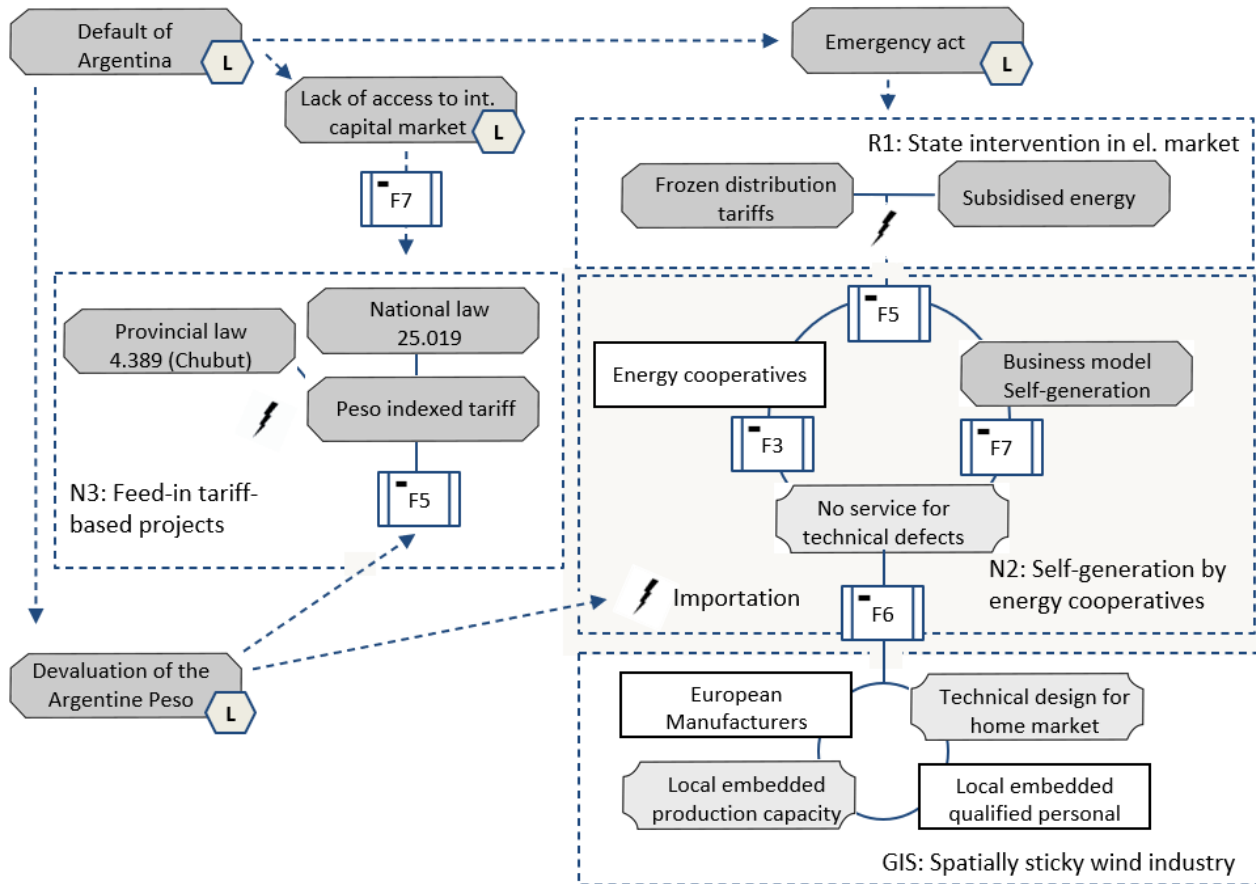 Default of
Argentina
L
Emergency act
L
Lack of access to int.
capital market
L
F7
R1: State intervention in el. market
Frozen distribution
tariffs
Subsidised energy
Provincial law
4.389 (Chubut)
National law
25.019
Peso indexed tariff
F5
N3: Feed-in tariff-
based projects
F5
Energy cooperatives
Business model
Self-generation
F3
F7
No service for
technical defects
N2: Self-generation by
energy cooperatives
Importation
F6
Devaluation of the
Argentine Peso
L
European
Manufacturers
Technical design for
home market
Local embedded
production capacity
Local embedded
qualified personal
GIS: Spatially sticky wind industry